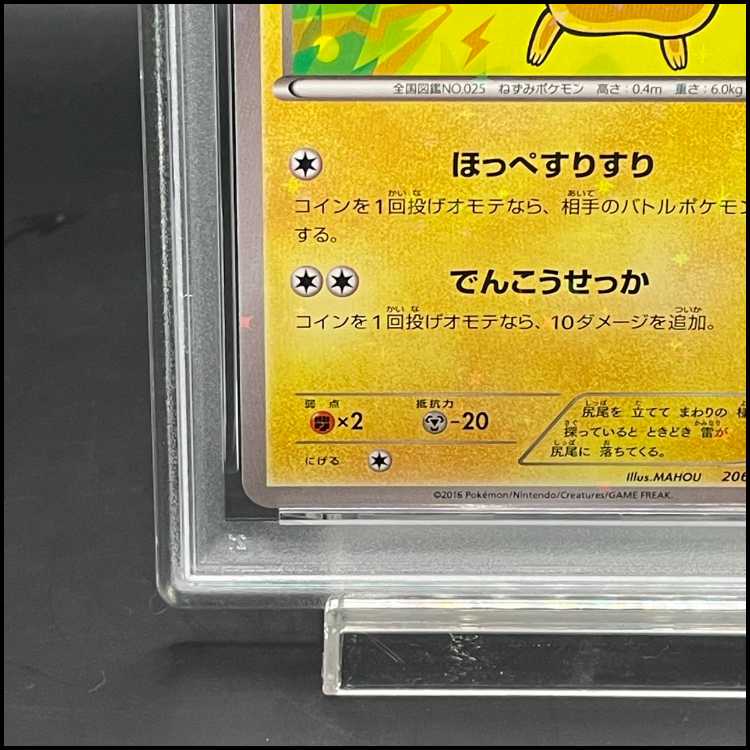 全国図鑑NO.025 ねずみポケモン 高さ：0.4m 重さ：6.0kg
ほっぺすりすり
コインを1回投げオモテなら、相手のバトルポケモン
する。
でんこうせっか
コインを1回投げオモテなら、10ダメージを追加。
弱点 抵抗力
×2 -20
にげる
尻尾を 立てて まわりの
探っていると ときどき 雷が
尻尾に 落ちてくる。
Illus.MAHOU 206
©2016 Pokémon/Nintendo/Creatures/GAME FREAK.